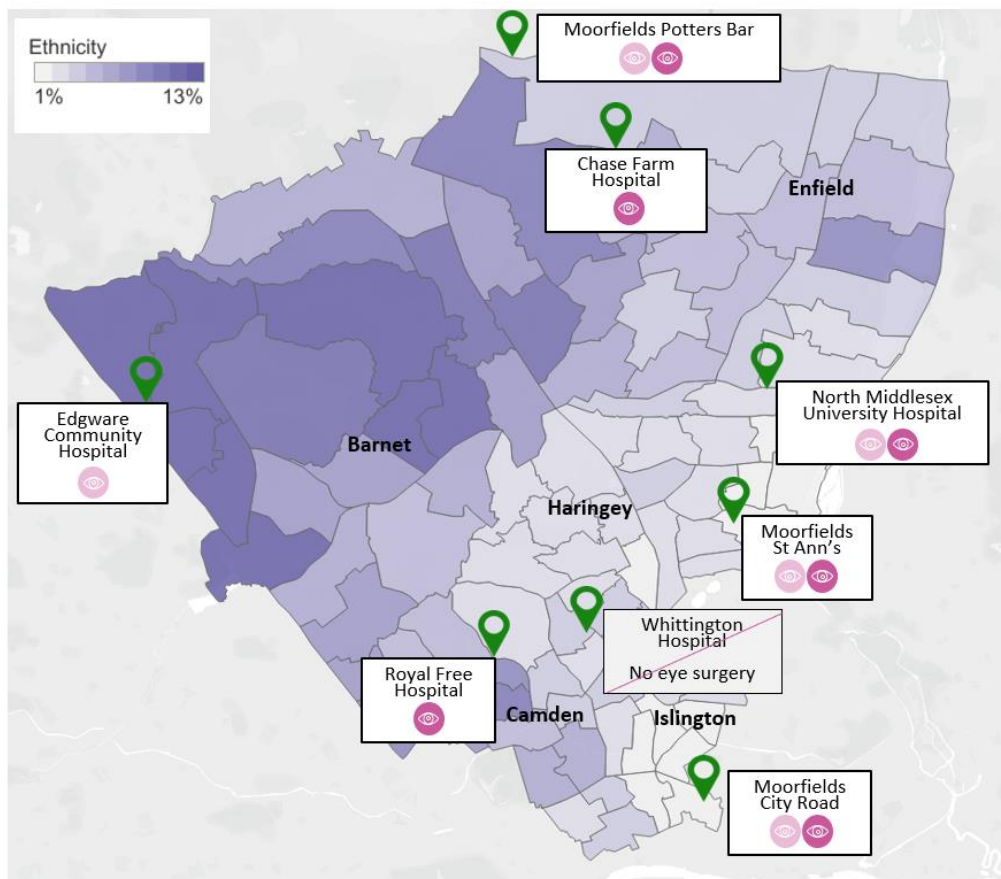 Ethnicity
1%
13%
Moorfields Potters Bar
Chase Farm
Hospital
Enfield
Edgware
Community
Hospital
Barnet
North Middlesex
University Hospital
Haringey
Moorfields
St Ann's
Whittington
Hospital
No eye surgery
Royal Free
Hospital
Camden
Islington
Moorfields
City Road